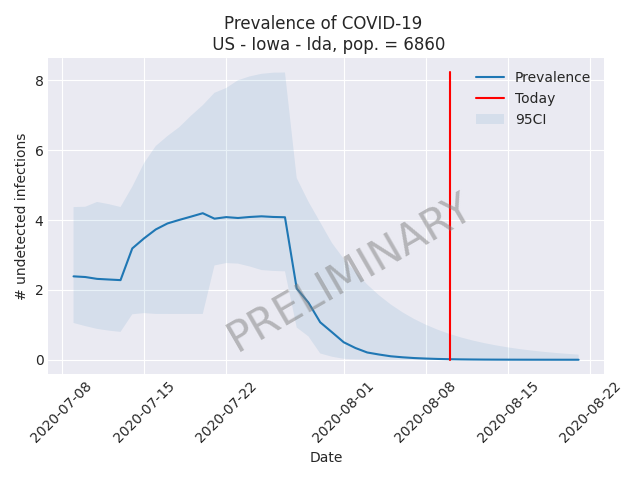 Prevalence of COVID-19
US - Iowa - Ida, pop. = 6860
# undetected infections
8
6
4
2
0
Prevalence
Today
95CI
PRELIMINARY
2020-07-08
2020-07-15
2020-07-22
2020-08-01
2020-08-08
2020-08-15
2020-08-22
Date